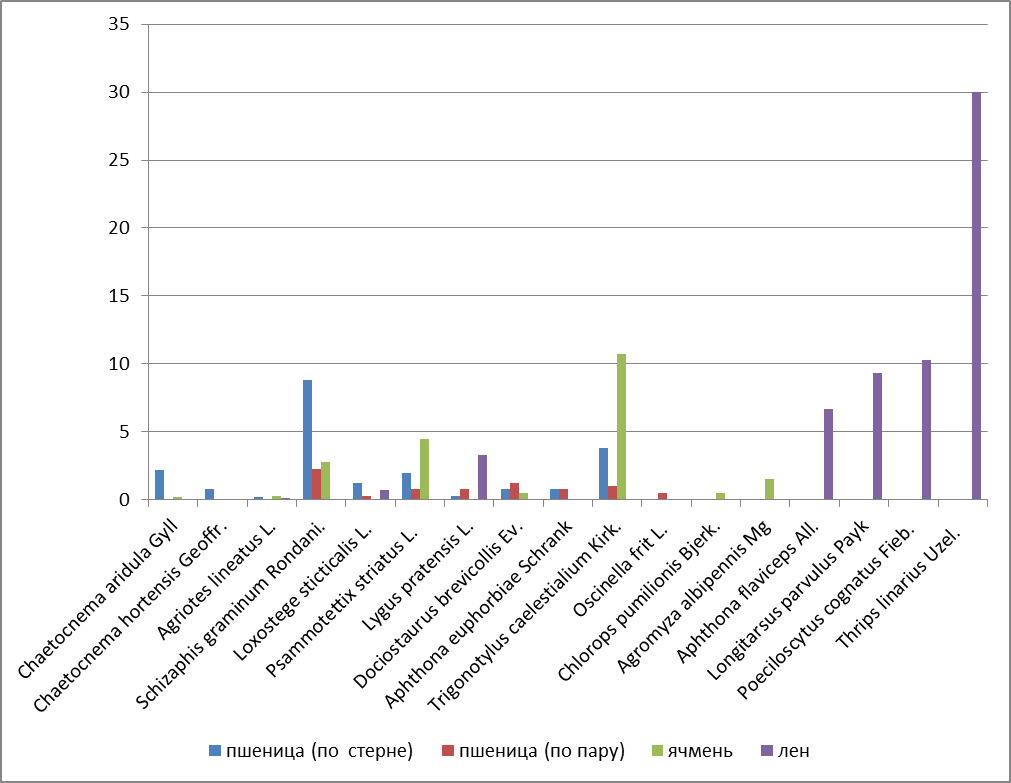 35
30
25
20
15
10
5
0
Chaetocnema aridula Gyll
Chaetocnema hortensis Geoffr.
Agriotes lineatus L.
Schizaphis graminum Rondani.
Loxostege sticticalis L.
Psammottix striatus L.
Lygus pratensis L.
Dociostaurus brevicollis Ev.
Aphthona euphorbiae Schrank
Trigonotylus caelestialium Kirk.
Oscinella frit L.
Chlorops pumilionis Bjerk.
Agromyza albipennis Mg
Aphthona flaviceps All.
Longitarsus parvulus Payk
Poeciloscytus cognatus Fieb.
Thrips linarius Uzel.
пшеница (по стерне) пшеница (по пару) ячмень лен